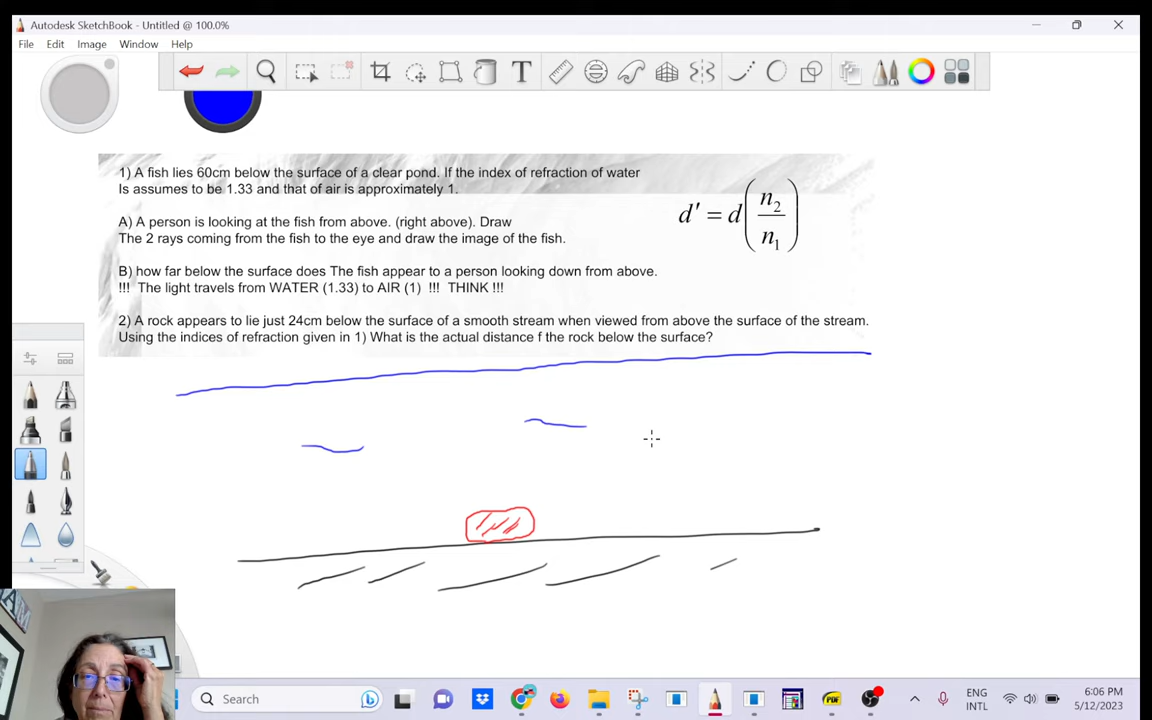 Autodesk SketchBook - Untitled @ 100.0%
File Edit Image Window Help
T
1) A fish lies 60cm below the surface of a clear pond. If the index of refraction of water
Is assumes to be 1.33 and that of air is approximately 1.
d' = d(n₂/n₁)
A) A person is looking at the fish from above. (right above). Draw
The 2 rays coming from the fish to the eye and draw the image of the fish.
B) how far below the surface does The fish appear to a person looking down from above.
!!! The light travels from WATER (1.33) to AIR (1) !!! THINK !!!
2) A rock appears to lie just 24cm below the surface of a smooth stream when viewed from above the surface of the stream.
Using the indices of refraction given in 1) What is the actual distance f the rock below the surface?
Search
PDF
ENG
INTL
6:06 PM
5/12/2023